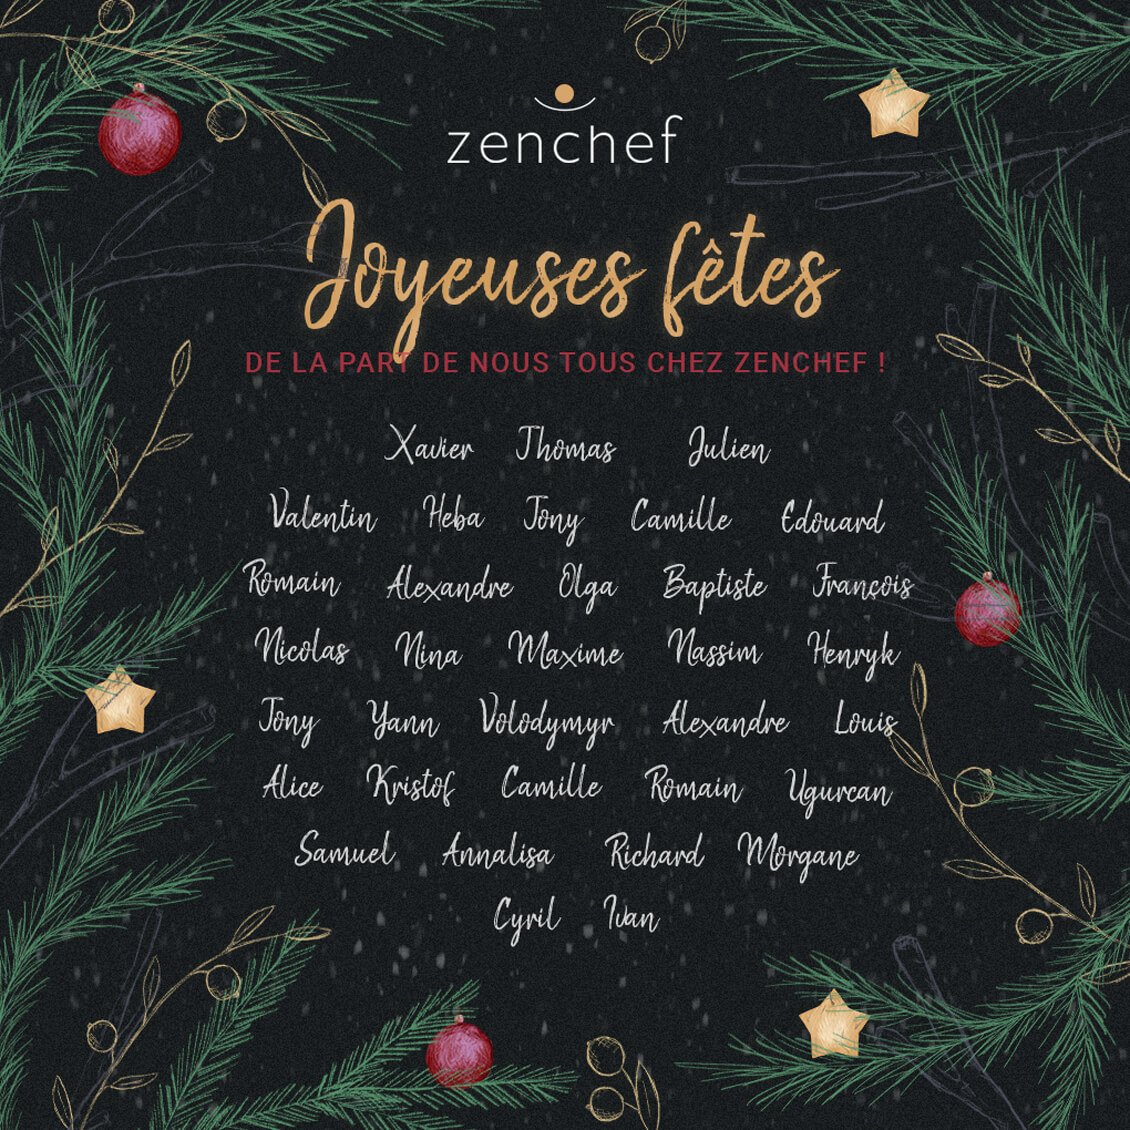 zenchef
Joyeuses fêtes
DE LA PART DE NOUS TOUS CHEZ ZENCHEF !
Xavier Thomas Julien
Valentin Heba Tony Camille Edouard
Romain Alexandre Olga Baptiste François
Nicolas Nina Maxime Nassim Henryk
Tony Yann Volodymyr Alexandre Louis
Alice Kristof Camille Romain Ugurcan
Samuel Annalisa Richard Morgane
Cyril Ivan